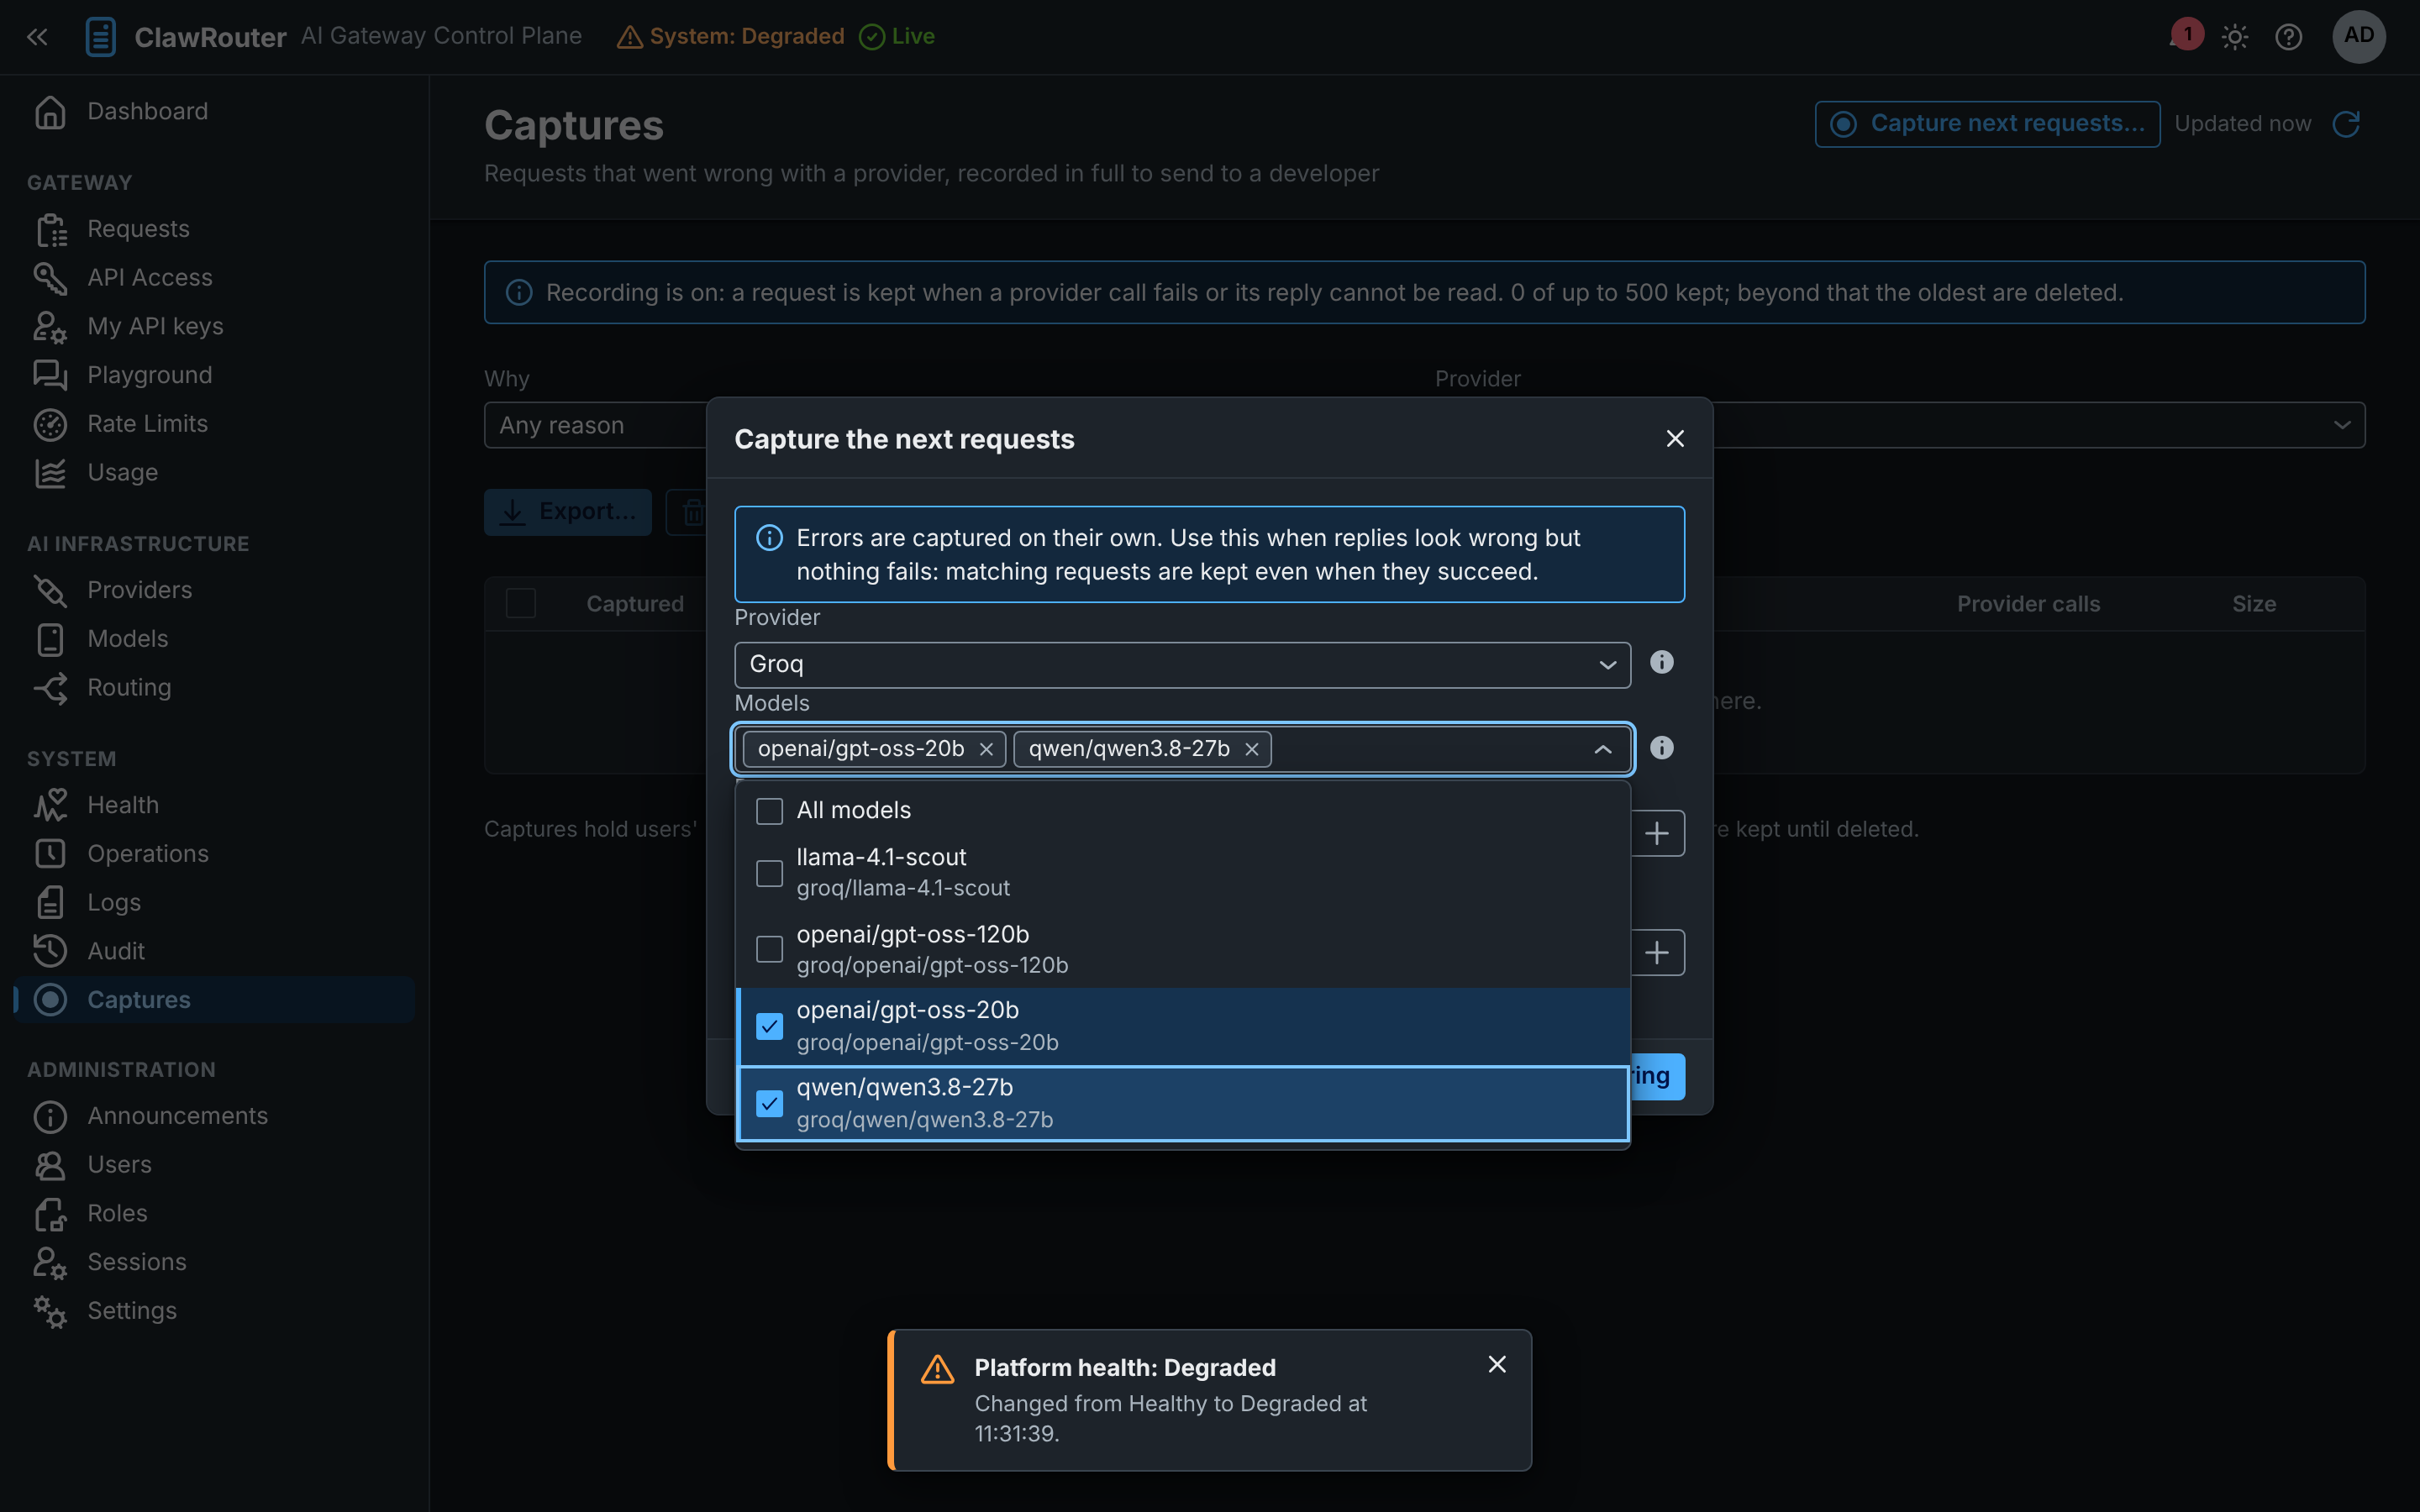 ClawRouter AI Gateway Control Plane System: Degraded Live 1 AD
Dashboard
GATEWAY
Requests
API Access
My API keys
Playground
Rate Limits
Usage
AI INFRASTRUCTURE
Providers
Models
Routing
SYSTEM
Health
Operations
Logs
Audit
Captures
ADMINISTRATION
Announcements
Users
Roles
Sessions
Settings
Captures
Capture next requests... Updated now
Requests that went wrong with a provider, recorded in full to send to a developer
Recording is on: a request is kept when a provider call fails or its reply cannot be read. 0 of up to 500 kept; beyond that the oldest are deleted.
Why Provider
Any reason
Export...
Captured Provider calls Size
here.
Captures hold users' kept until deleted.
Capture the next requests
Errors are captured on their own. Use this when replies look wrong but
nothing fails: matching requests are kept even when they succeed.
Provider
Groq
Models
openai/gpt-oss-20b qwen/qwen3.8-27b
All models
llama-4.1-scout
groq/llama-4.1-scout
openai/gpt-oss-120b
groq/openai/gpt-oss-120b
openai/gpt-oss-20b
groq/openai/gpt-oss-20b
qwen/qwen3.8-27b
groq/qwen/qwen3.8-27b
Platform health: Degraded
Changed from Healthy to Degraded at
11:31:39.